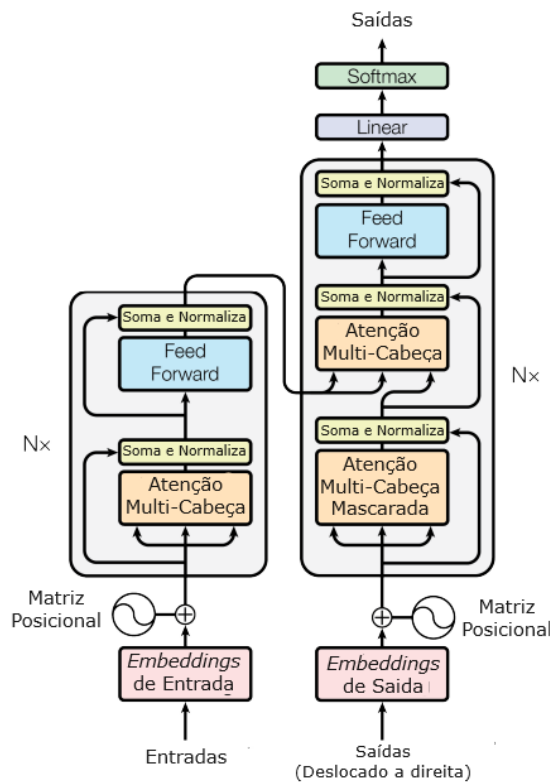 Saídas
Softmax
Linear
Soma e Normaliza
Feed
Forward
Soma e Normaliza
Atenção
Multi-Cabeça
Nx
Soma e Normaliza
Atenção
Multi-Cabeça
Mascarada
Soma e Normaliza
Feed
Forward
Nx
Soma e Normaliza
Atenção
Multi-Cabeça
Matriz
Posicional
Matriz
Posicional
Embeddings
de Entrada
Embeddings
de Saida
Entradas
Saídas
(Deslocado a direita)